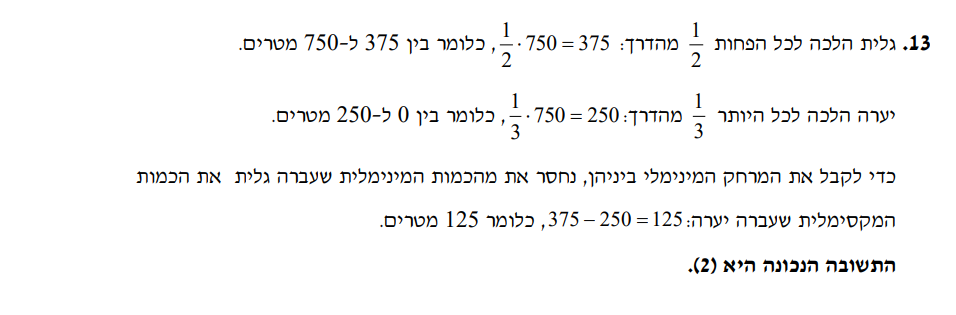 13. גלית הלכה לכל הפחות 1/2 מהדרך: 1/2 · 750 = 375, כלומר בין 375 ל-750 מטרים.
יערה הלכה לכל היותר 1/3 מהדרך: 1/3 · 750 = 250, כלומר בין 0 ל-250 מטרים.
כדי לקבל את המרחק המינימלי ביניהן, נחסר את מהכמות המינימלית שעברה גלית את הכמות
המקסימלית שעברה יערה: 375 – 250 = 125, כלומר 125 מטרים.
התשובה הנכונה היא (2).